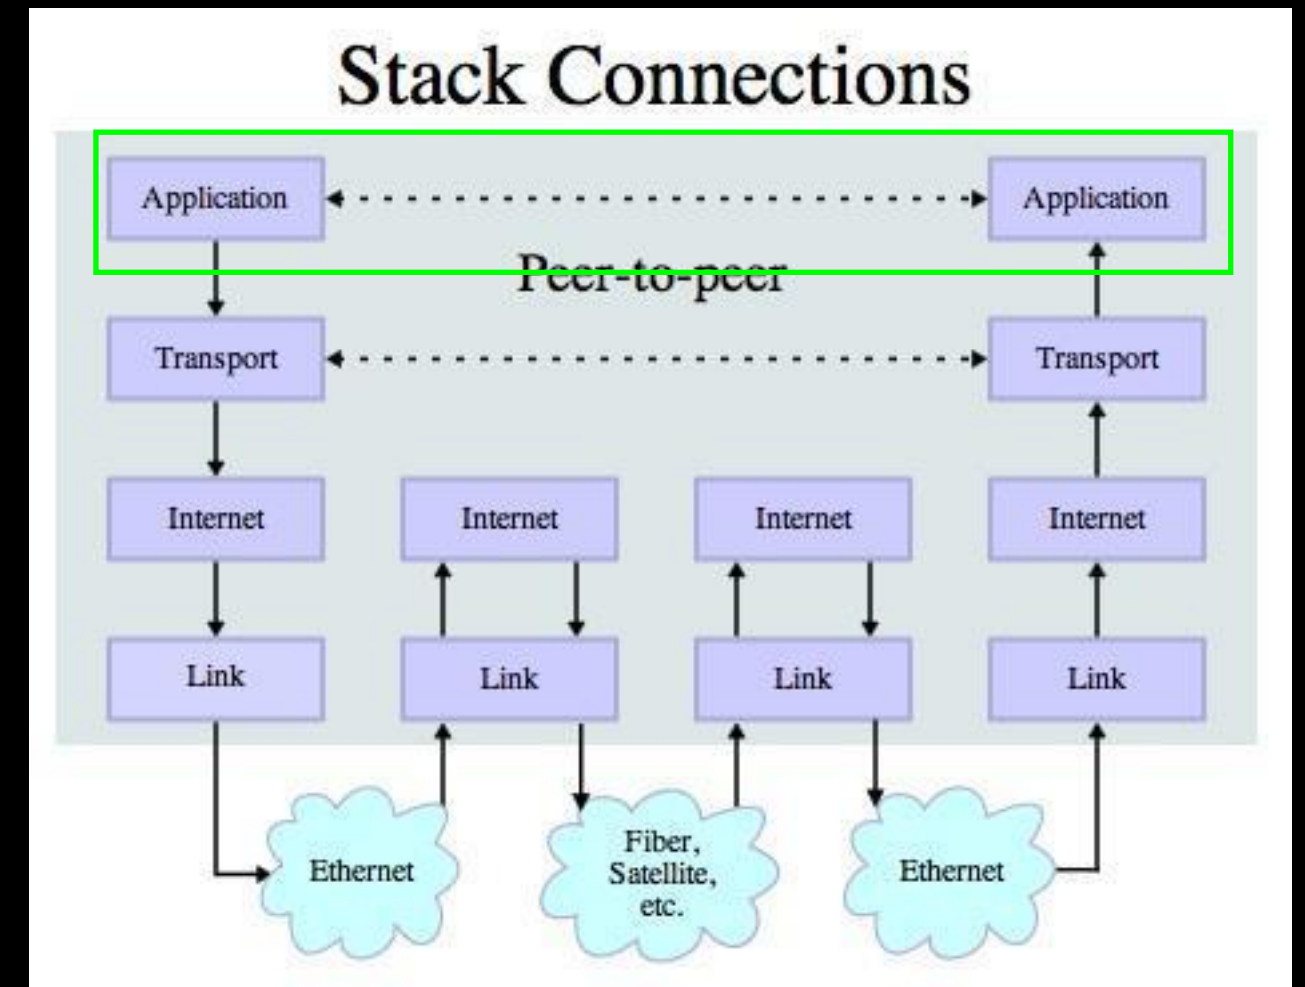 Stack Connections
Application
Application
Peer-to-peer
Transport
Transport
Internet
Internet
Internet
Internet
Link
Link
Link
Link
Ethernet
Fiber,
Satellite,
etc.
Ethernet